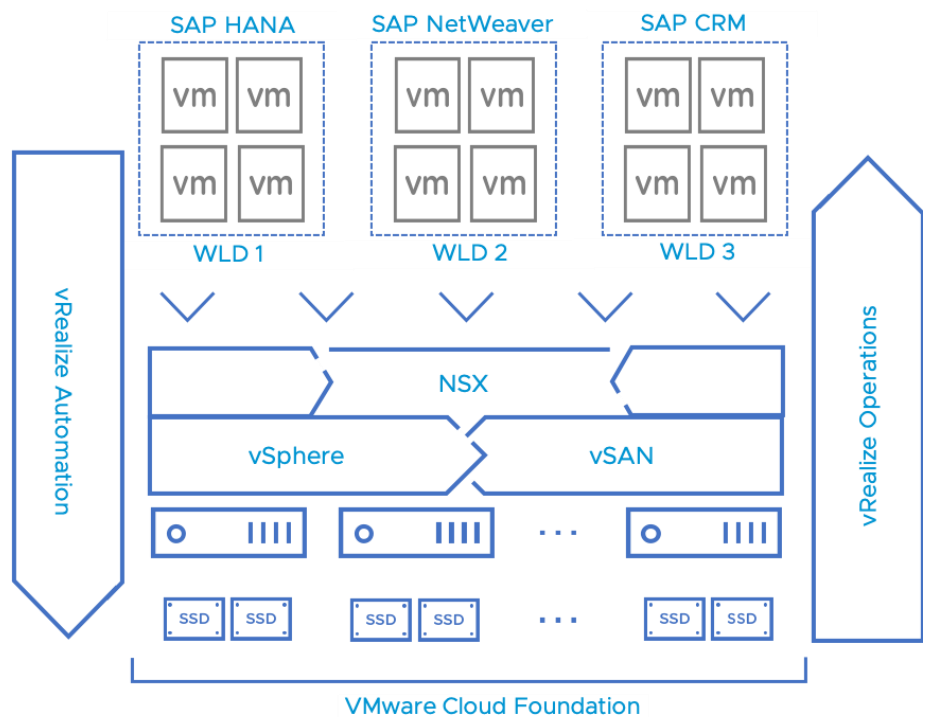 SAP HANA SAP NetWeaver SAP CRM
vm vm vm vm vm vm
vm vm vm vm vm vm
WLD 1 WLD 2 WLD 3
vRealize Automation
vRealize Operations
NSX
vSphere vSAN
...
SSD SSD SSD SSD ... SSD SSD
VMware Cloud Foundation